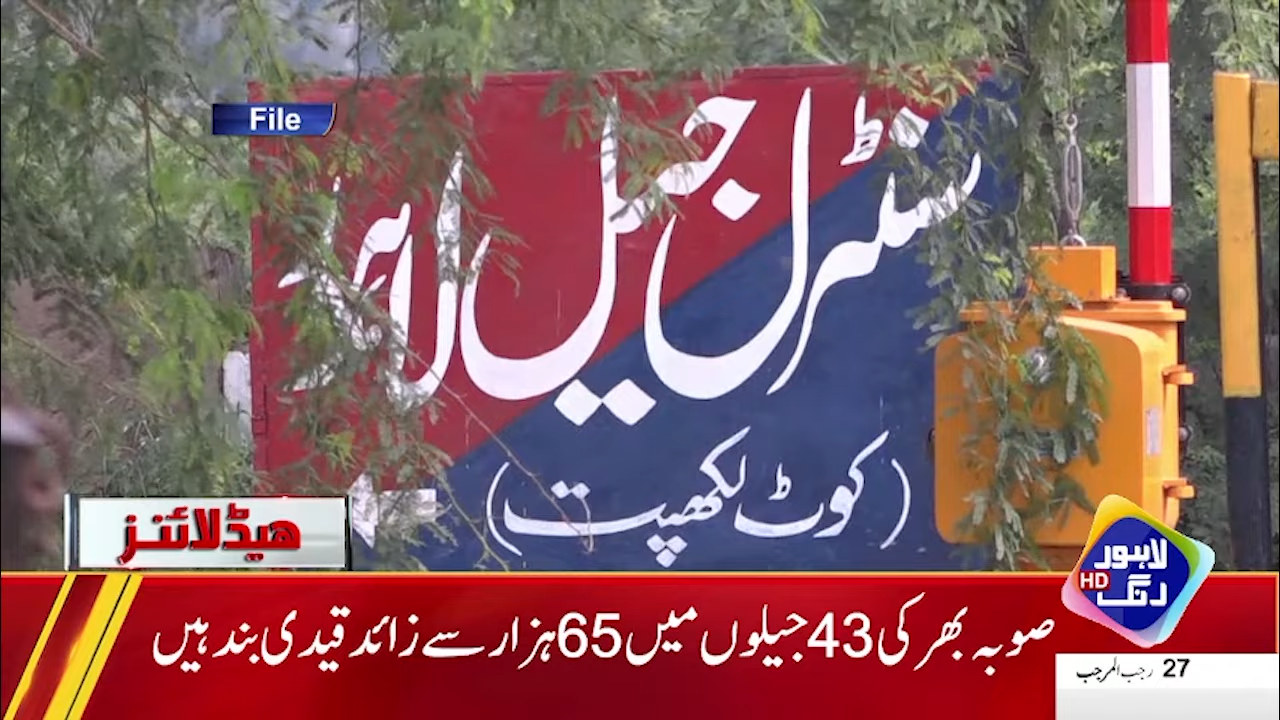 File
سنٹرل جیل لاہور
(کوٹ لکھپت)
ہیڈلائنز
لاہور
رنگ
HD
صوبہ بھر کی 43 جیلوں میں 65 ہزار سے زائد قیدی بند ہیں
27 رجب المرجب